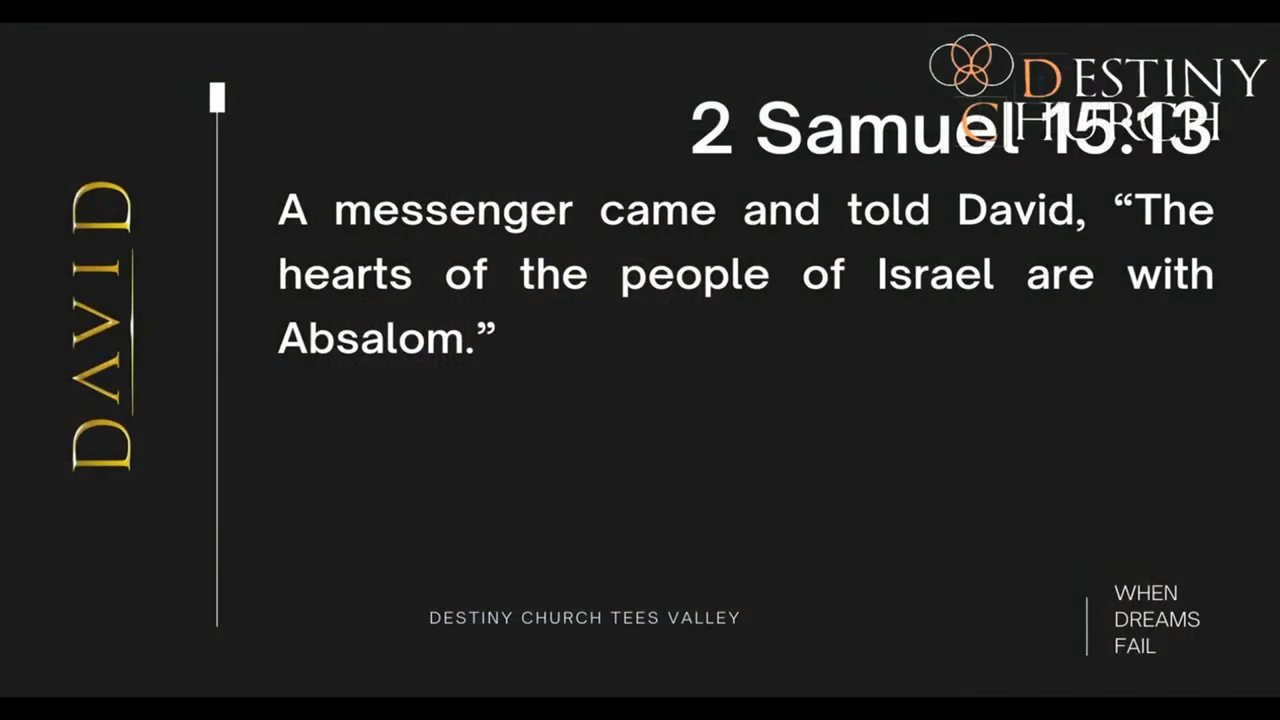 DESTINY
CHURCH
2 Samuel 15:13
DAVID
A messenger came and told David, “The
hearts of the people of Israel are with
Absalom.”
DESTINY CHURCH TEES VALLEY
WHEN
DREAMS
FAIL